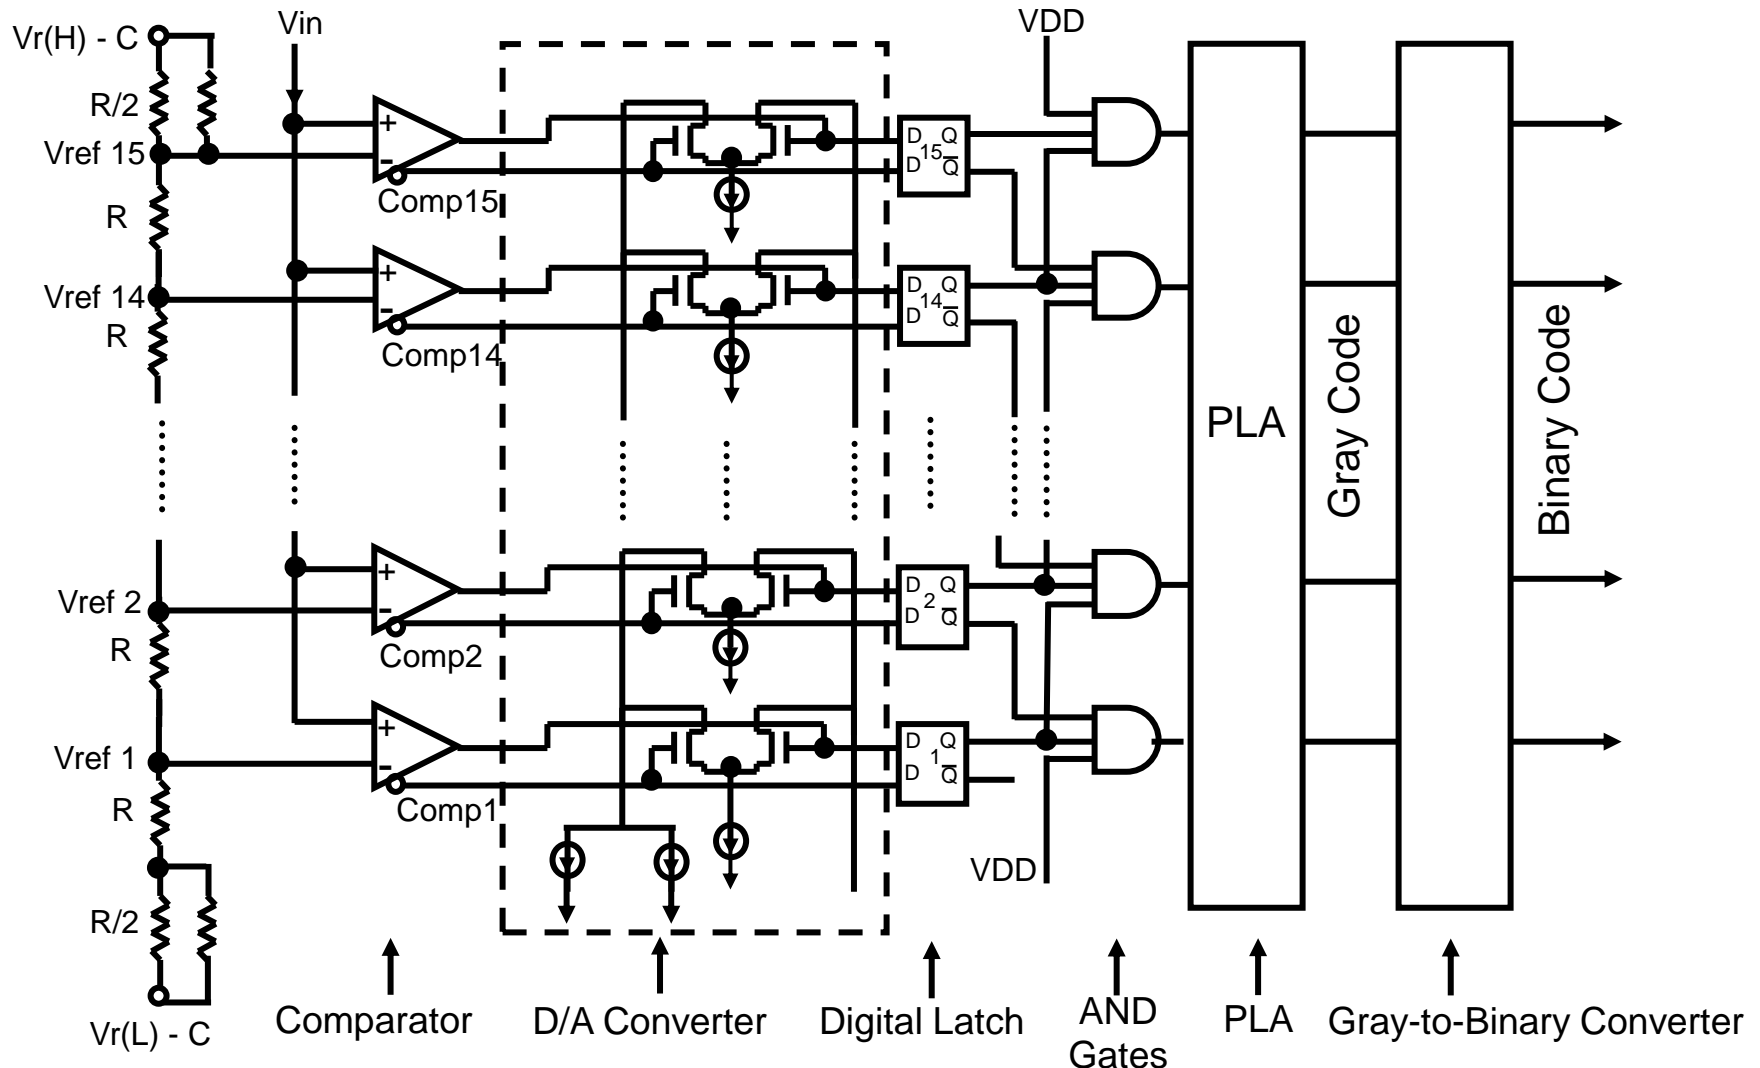 Vr(H) - C
Vin
VDD
R/2
Vref 15
+
-
Comp15
D Q
15
D Q̅
R
Vref 14
+
-
Comp14
D Q
14
D Q̅
R
PLA
Gray Code
Binary Code
Vref 2
+
-
Comp2
D Q
2
D Q̅
R
Vref 1
+
-
Comp1
D Q
1
D Q̅
R
VDD
R/2
Vr(L) - C
Comparator
D/A Converter
Digital Latch
AND
Gates
PLA
Gray-to-Binary Converter